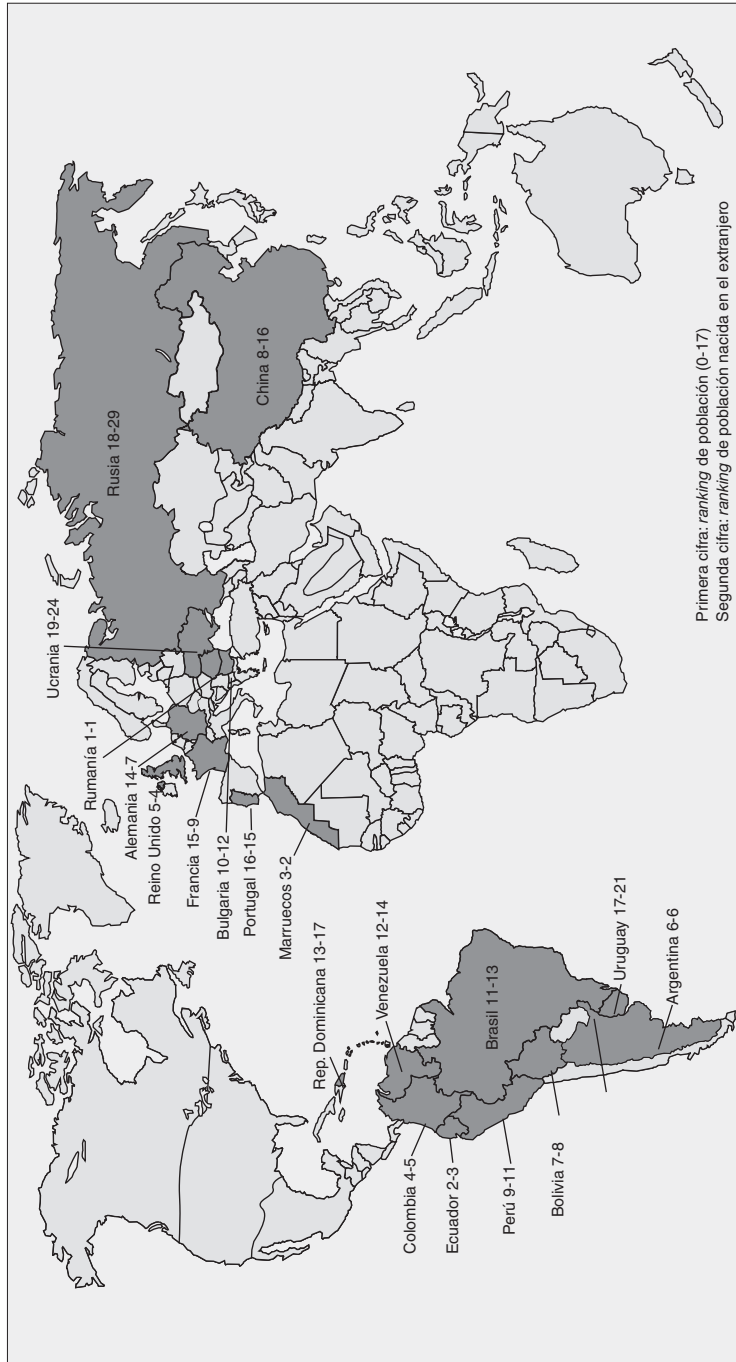 Rusia 18-29
China 8-16
Ucrania 19-24
Rumanía 1-1
Alemania 14-7
Reino Unido 5-4
Francia 15-9
Bulgaria 10-12
Portugal 16-15
Marruecos 3-2
Rep. Dominicana 13-17
Venezuela 12-14
Brasil 11-13
Uruguay 17-21
Argentina 6-6
Colombia 4-5
Ecuador 2-3
Perú 9-11
Bolivia 7-8
Primera cifra: ranking de población (0-17)
Segunda cifra: ranking de población nacida en el extranjero